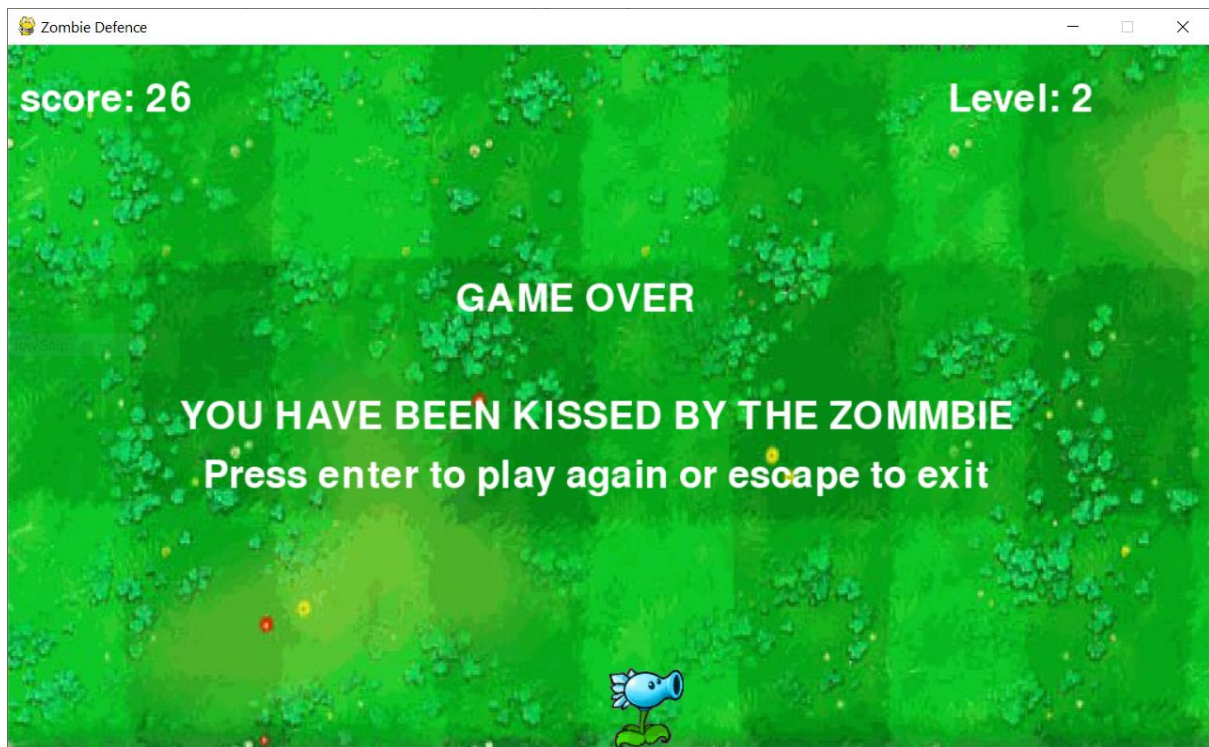 Zombie Defence
score: 26
Level: 2
GAME OVER
YOU HAVE BEEN KISSED BY THE ZOMMBIE
Press enter to play again or escape to exit